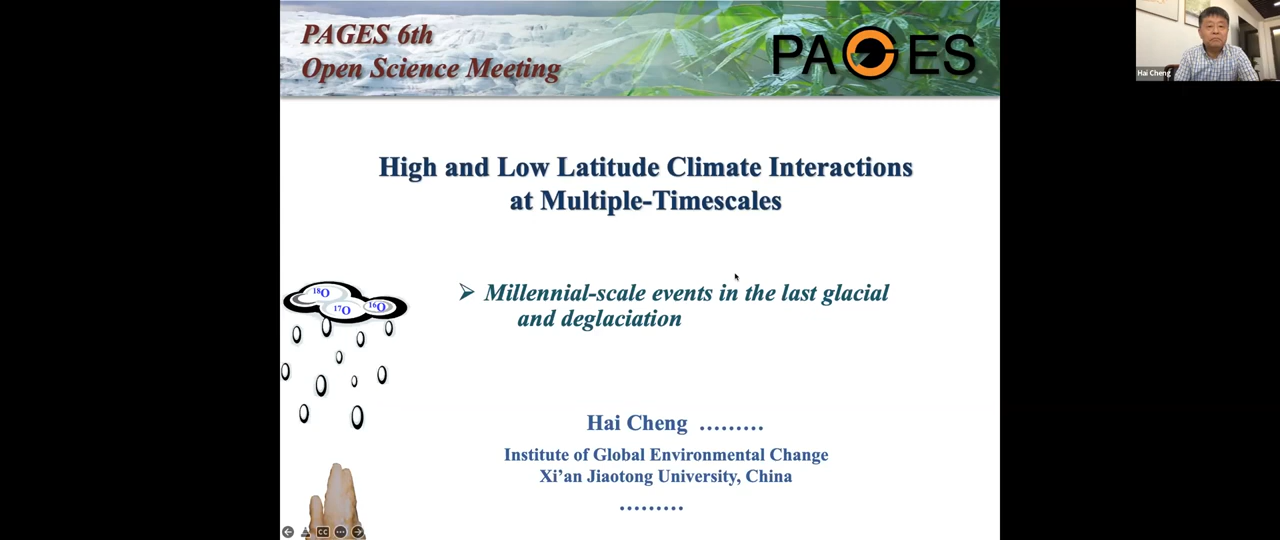 PAGES 6th
Open Science Meeting
PAGES
Hai Cheng
High and Low Latitude Climate Interactions
at Multiple-Timescales
➢ Millennial-scale events in the last glacial
and deglaciation
18O
17O
16O
Hai Cheng .........
Institute of Global Environmental Change
Xi’an Jiaotong University, China
.........
CC